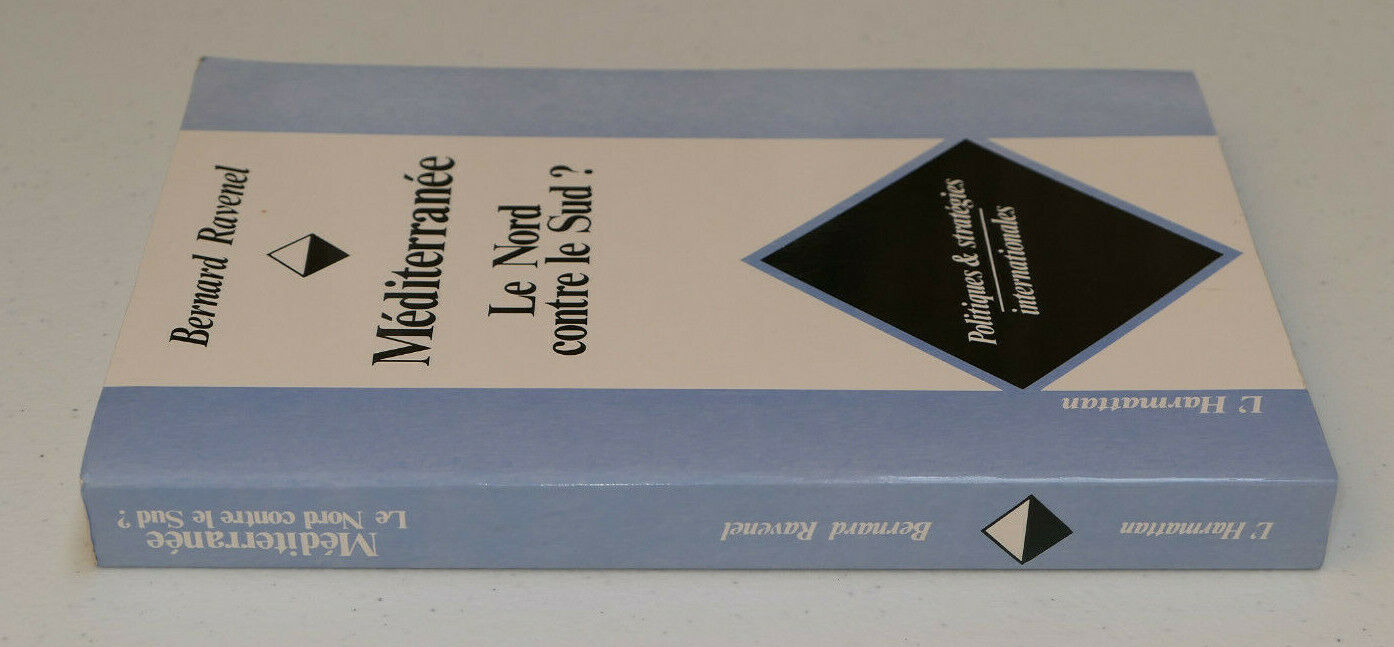 Bernard Ravenel
Méditerranée
Le Nord
contre le Sud ?
Politiques & stratégies
internationales
L'Harmattan
Méditerranée
Le Nord contre le Sud ?
Bernard Ravenel
L'Harmattan